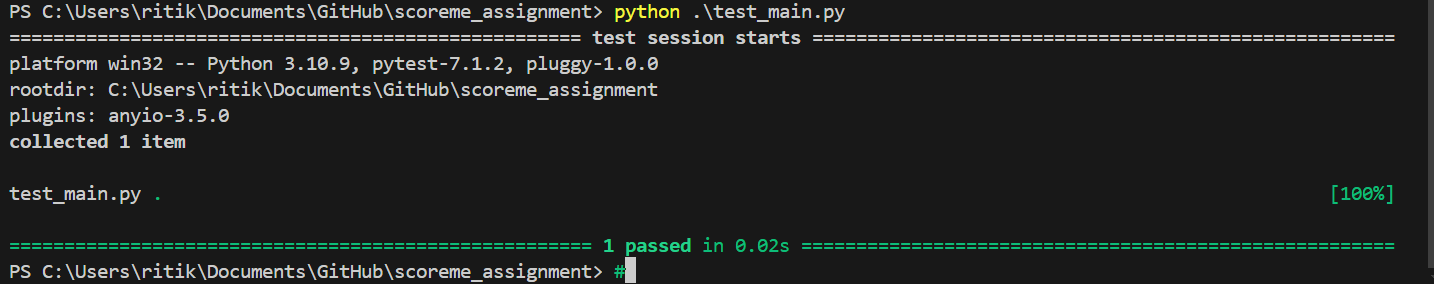 PS C:\Users\ritik\Documents\GitHub\scoreme_assignment> python .\test_main.py
==================================================== test session starts =====================================================
platform win32 -- Python 3.10.9, pytest-7.1.2, pluggy-1.0.0
rootdir: C:\Users\ritik\Documents\GitHub\scoreme_assignment
plugins: anyio-3.5.0
collected 1 item
test_main.py . [100%]
===================================================== 1 passed in 0.02s ======================================================
PS C:\Users\ritik\Documents\GitHub\scoreme_assignment> #